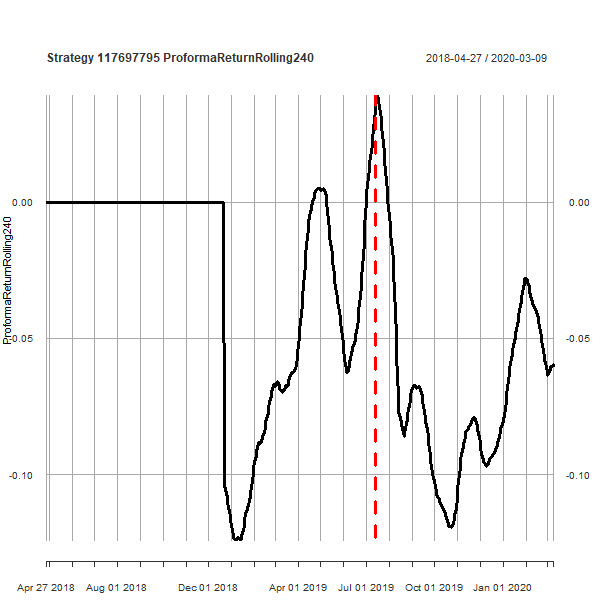 Strategy 117697795 ProformaReturnRolling240
2018-04-27 / 2020-03-09
ProformaReturnRolling240
0.00
0.00
-0.05
-0.05
-0.10
-0.10
Apr 27 2018
Aug 01 2018
Dec 01 2018
Apr 01 2019
Jul 01 2019
Oct 01 2019
Jan 01 2020